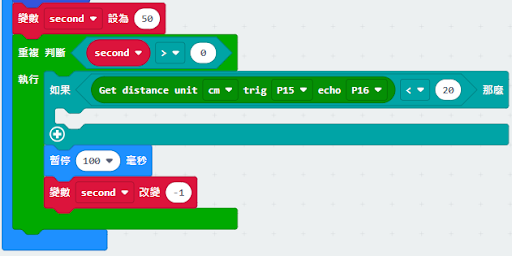 變數 second 設為 50
重複 判斷 second > 0
執行
如果 Get distance unit cm trig P15 echo P16 < 20 那麼
暫停 100 毫秒
變數 second 改變 -1